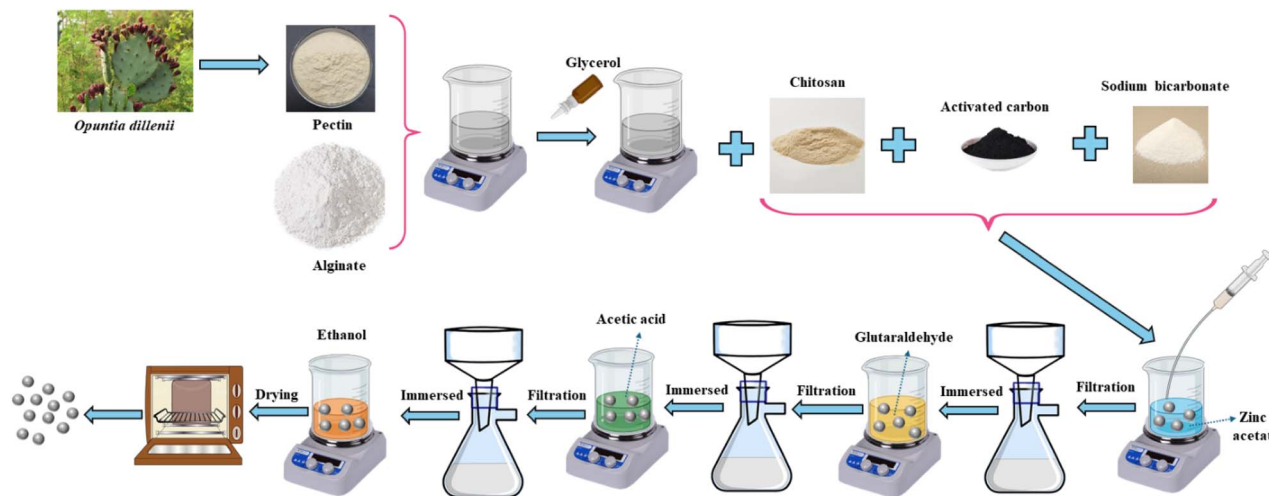 Opuntia dillenii
Pectin
Alginate
Glycerol
Chitosan
Activated carbon
Sodium bicarbonate
Zinc
acetat
Filtration
Immersed
Glutaraldehyde
Filtration
Immersed
Acetic acid
Filtration
Immersed
Ethanol
Drying